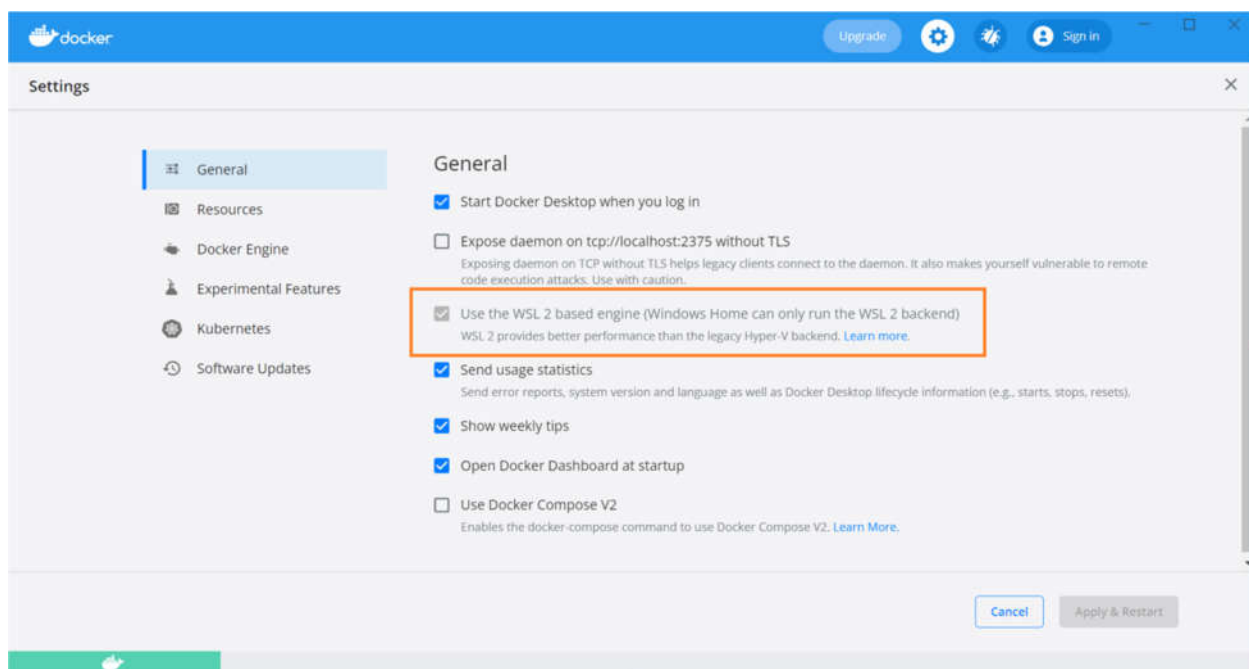 docker
Upgrade
Sign in
Settings
General
Resources
Docker Engine
Experimental Features
Kubernetes
Software Updates
General
Start Docker Desktop when you log in
Expose daemon on tcp://localhost:2375 without TLS
Exposing daemon on TCP without TLS helps legacy clients connect to the daemon. It also makes yourself vulnerable to remote
code execution attacks. Use with caution.
Use the WSL 2 based engine (Windows Home can only run the WSL 2 backend)
WSL 2 provides better performance than the legacy Hyper-V backend. Learn more.
Send usage statistics
Send error reports, system version and language as well as Docker Desktop lifecycle information (e.g., starts, stops, resets).
Show weekly tips
Open Docker Dashboard at startup
Use Docker Compose V2
Enables the docker-compose command to use Docker Compose V2. Learn More.
Cancel
Apply & Restart